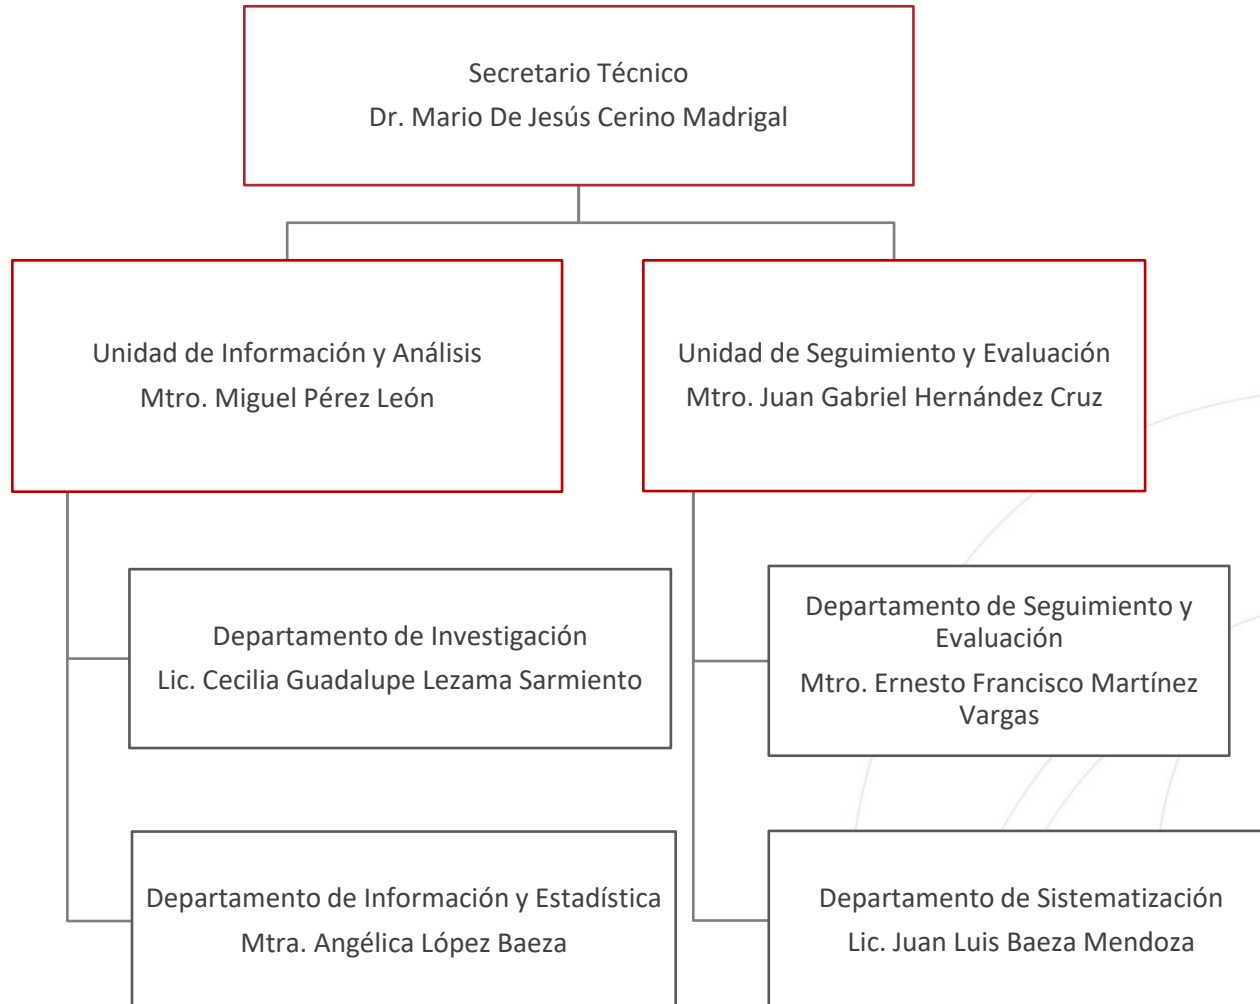 Secretario Técnico
Dr. Mario De Jesús Cerino Madrigal
Unidad de Información y Análisis
Mtro. Miguel Pérez León
Unidad de Seguimiento y Evaluación
Mtro. Juan Gabriel Hernández Cruz
Departamento de Investigación
Lic. Cecilia Guadalupe Lezama Sarmiento
Departamento de Seguimiento y
Evaluación
Mtro. Ernesto Francisco Martínez
Vargas
Departamento de Información y Estadística
Mtra. Angélica López Baeza
Departamento de Sistematización
Lic. Juan Luis Baeza Mendoza